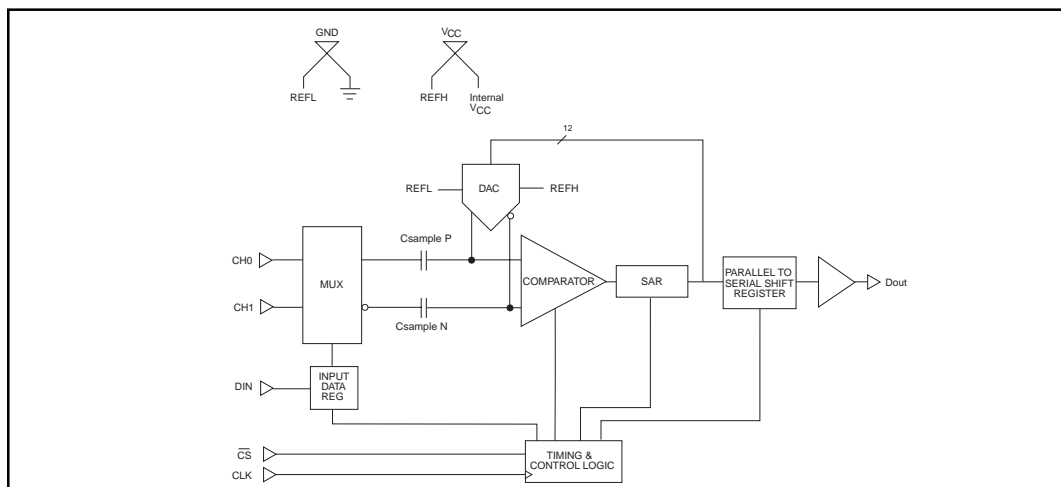 GND
VCC
REFL
REFH
Internal
VCC
12
REFL
DAC
REFH
Csample P
CH0
MUX
COMPARATOR
SAR
PARALLEL TO
SERIAL SHIFT
REGISTER
Dout
CH1
Csample N
DIN
INPUT
DATA
REG
CS
TIMING &
CONTROL LOGIC
CLK